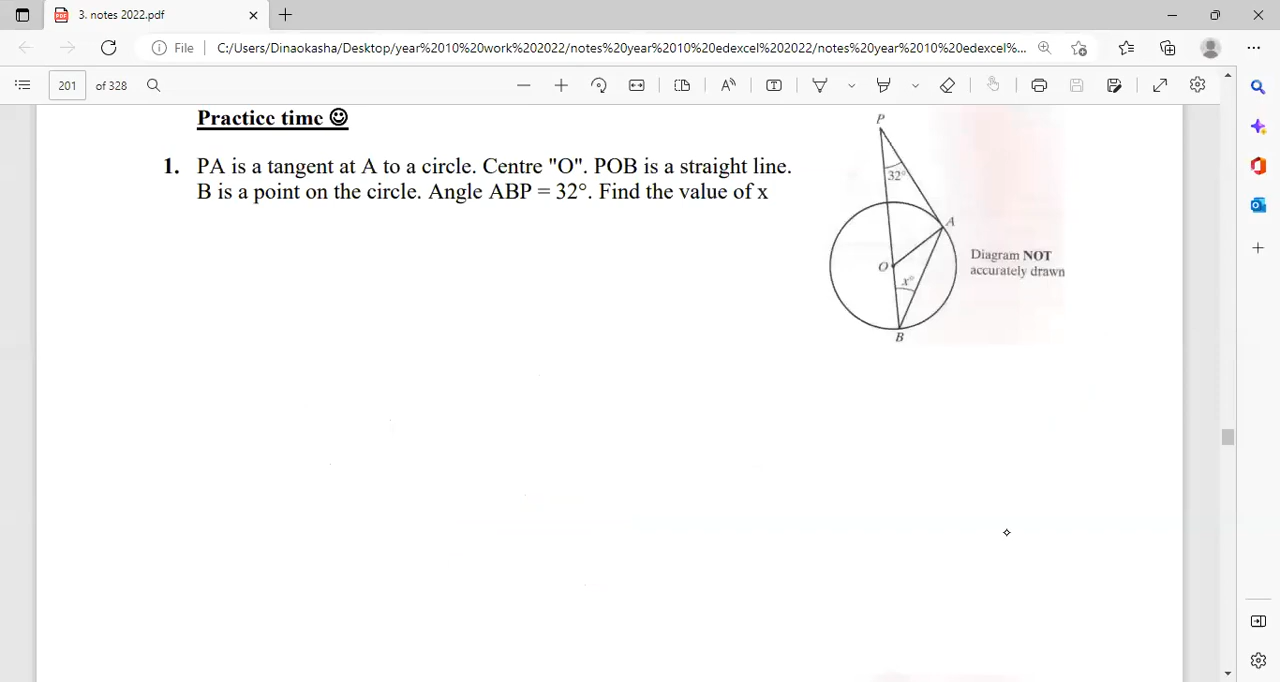 3. notes 2022.pdf
File
C:/Users/Dinaokasha/Desktop/year%2010%20work%202022/notes%20year%2010%20edexcel%202022/notes%20year%2010%20edexcel%...
201 of 328
Practice time ☺
1. PA is a tangent at A to a circle. Centre "O". POB is a straight line.
B is a point on the circle. Angle ABP = 32°. Find the value of x
P
32°
A
O
x°
B
Diagram NOT
accurately drawn